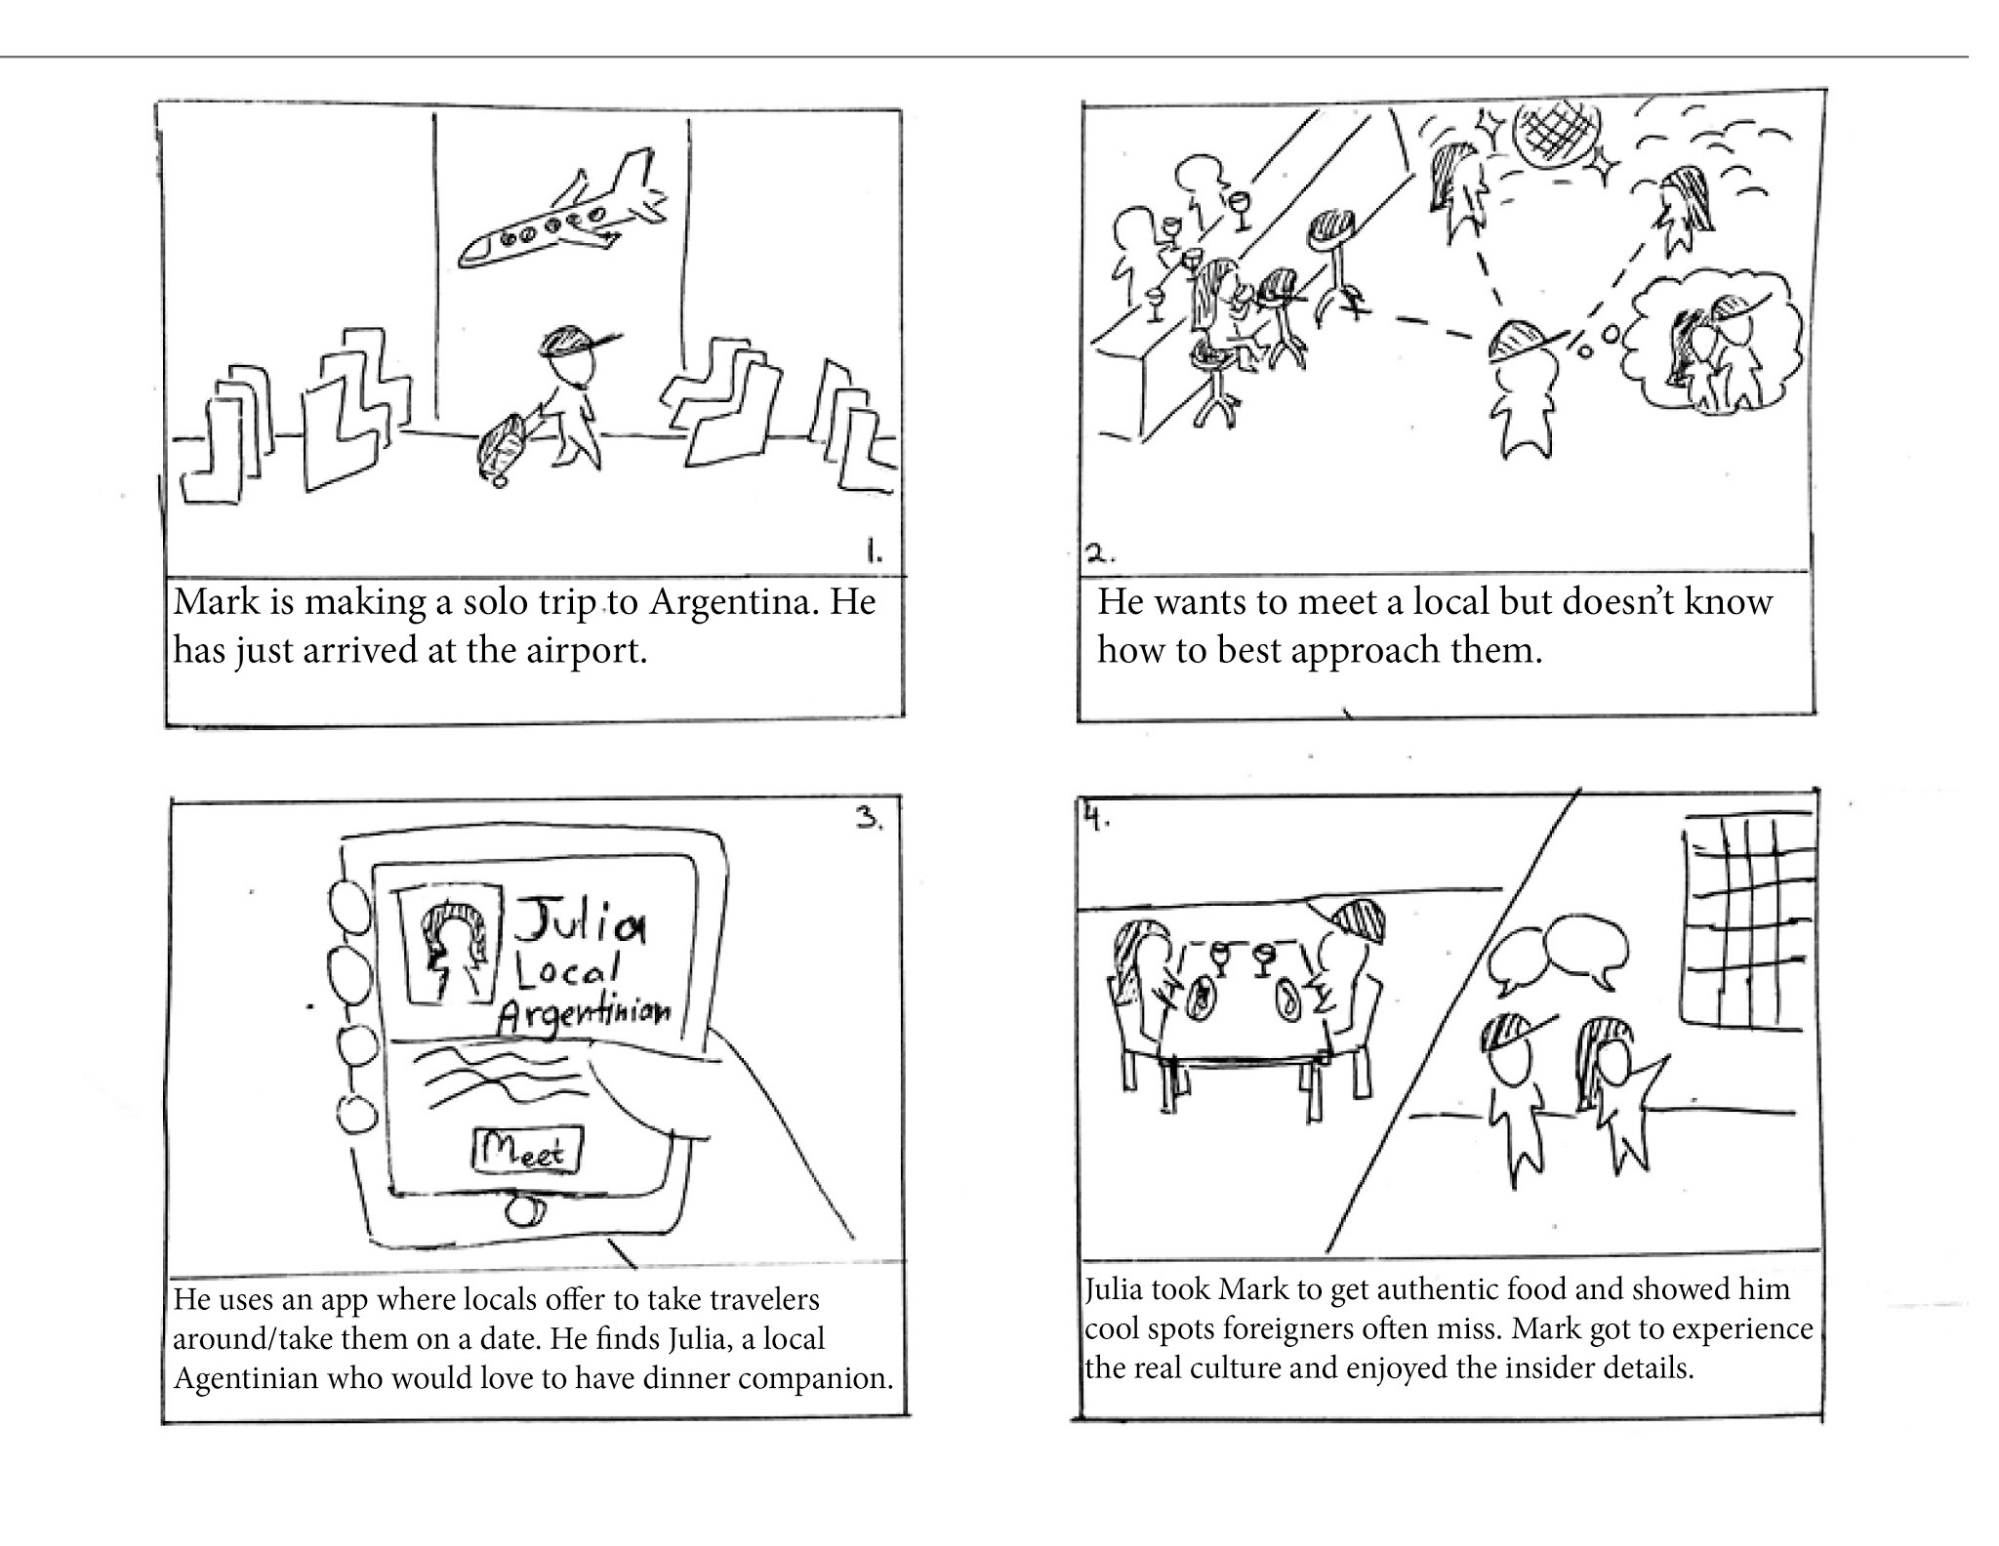 1.
Mark is making a solo trip to Argentina. He
has just arrived at the airport.
2.
He wants to meet a local but doesn't know
how to best approach them.
3.
Julia
Local
Argentinian
Meet
He uses an app where locals offer to take travelers
around/take them on a date. He finds Julia, a local
Agentinian who would love to have dinner companion.
4.
Julia took Mark to get authentic food and showed him
cool spots foreigners often miss. Mark got to experience
the real culture and enjoyed the insider details.